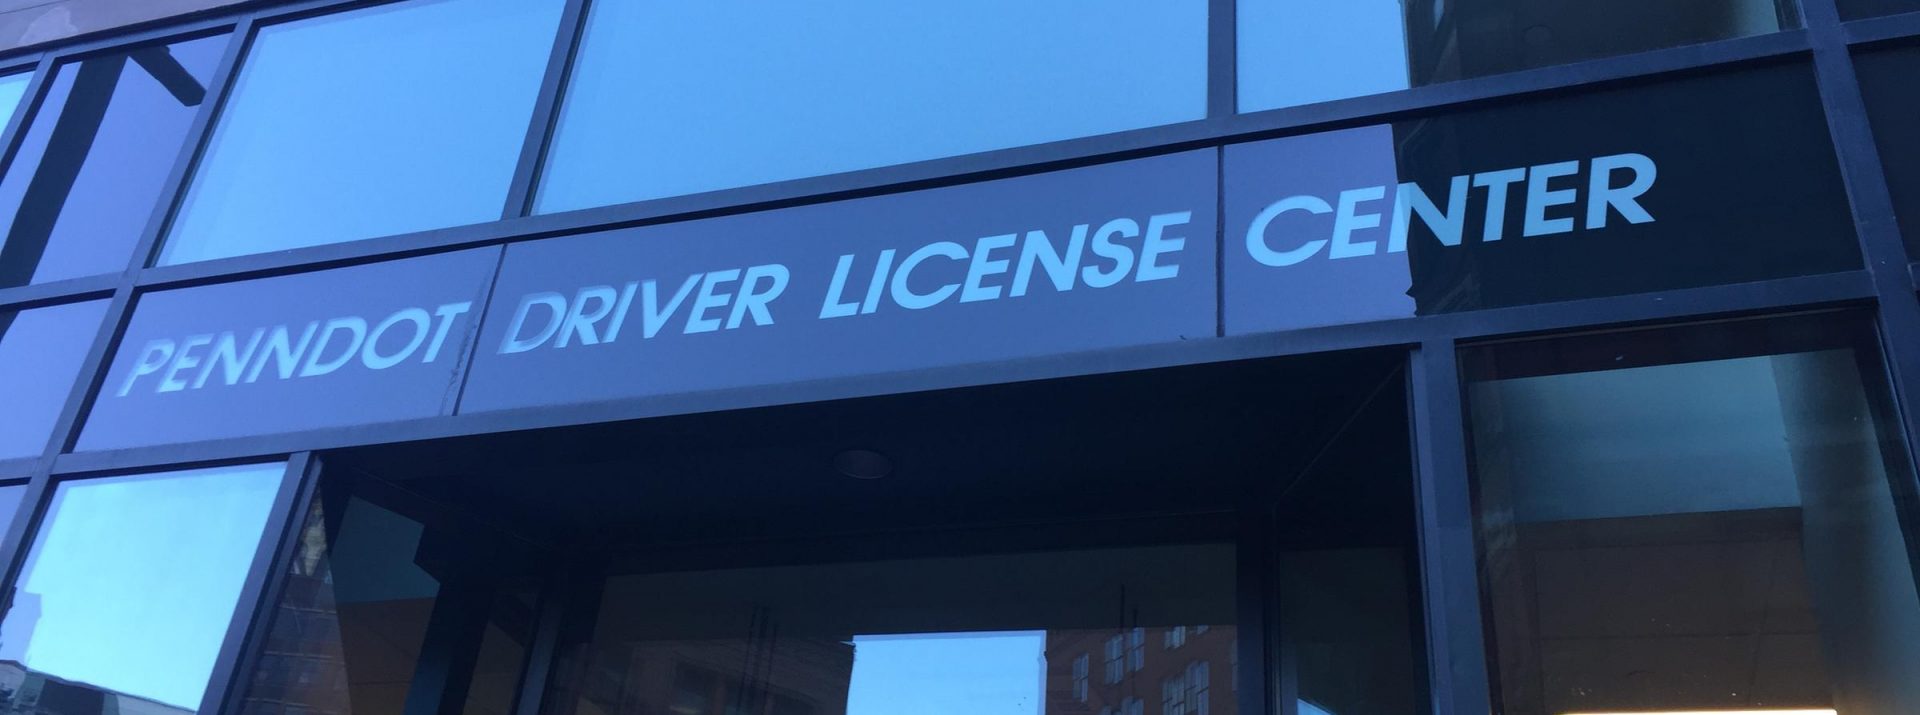 PENNDOT DRIVER LICENSE CENTER